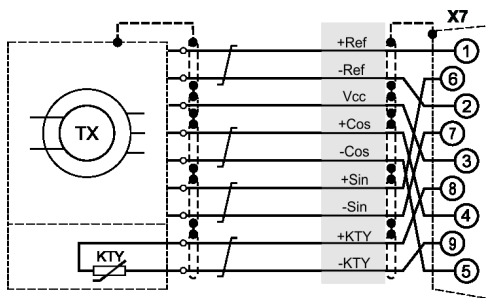 X7
+Ref
1
-Ref
6
Vcc
2
+Cos
7
TX
-Cos
3
+Sin
8
-Sin
4
+KTY
9
KTY
-KTY
5